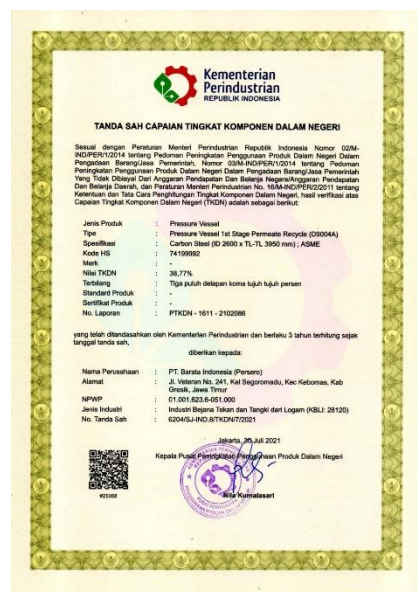 Kementerian
Perindustrian
REPUBLIK INDONESIA
TANDA SAH CAPAIAN TINGKAT KOMPONEN DALAM NEGERI
Sesuai dengan Peraturan Menteri Perindustrian Republik Indonesia Nomor 02/M-
IND/PER/1/2014 tentang Pedoman Peningkatan Penggunaan Produk Dalam Negeri Dalam
Pengadaan Barang/Jasa Pemerintah, Nomor 03/M-IND/PER/1/2014 tentang Pedoman
Peningkatan Penggunaan Produk Dalam Negeri Dalam Pengadaan Barang/Jasa Pemerintah
Yang Tidak Dibiayai Dari Anggaran Pendapatan Dan Belanja Negara/Anggaran Pendapatan
Dan Belanja Daerah, dan Peraturan Menteri Perindustrian No. 16/M-IND/PER/2/2011 tentang
Ketentuan dan Tata Cara Penghitungan Tingkat Komponen Dalam Negeri, hasil verifikasi atas
Capaian Tingkat Komponen Dalam Negeri (TKDN) adalah sebagai berikut:
Jenis Produk : Pressure Vessel
Tipe : Pressure Vessel 1st Stage Permeate Recycle (D9004A)
Spesifikasi : Carbon Steel (ID 2600 x TL-TL 3950 mm) ; ASME
Kode HS : 74199992
Merk : -
Nilai TKDN : 38,77%
Terbilang : Tiga puluh delapan koma tujuh tujuh persen
Standard Produk : -
Sertifikat Produk : -
No. Laporan : PTKDN - 1611 - 2102086
yang telah ditandasahkan oleh Kementerian Perindustrian dan berlaku 3 tahun terhitung sejak
tanggal tanda sah,
diberikan kepada:
Nama Perusahaan : PT. Barata Indonesia (Persero)
Alamat : Jl. Veteran No. 241, Kel Segoromadu, Kec Kebomas, Kab
Gresik, Jawa Timur
NPWP : 01.001.623.6-051.000
Jenis Industri : Industri Bejana Tekan dan Tangki dari Logam (KBLI: 28120)
No. Tanda Sah : 6204/SJ-IND.8/TKDN/7/2021
Jakarta, 20 Juli 2021
Kepala Pusat Peningkatan Penggunaan Produk Dalam Negeri
Nila Kumalasari
#25068